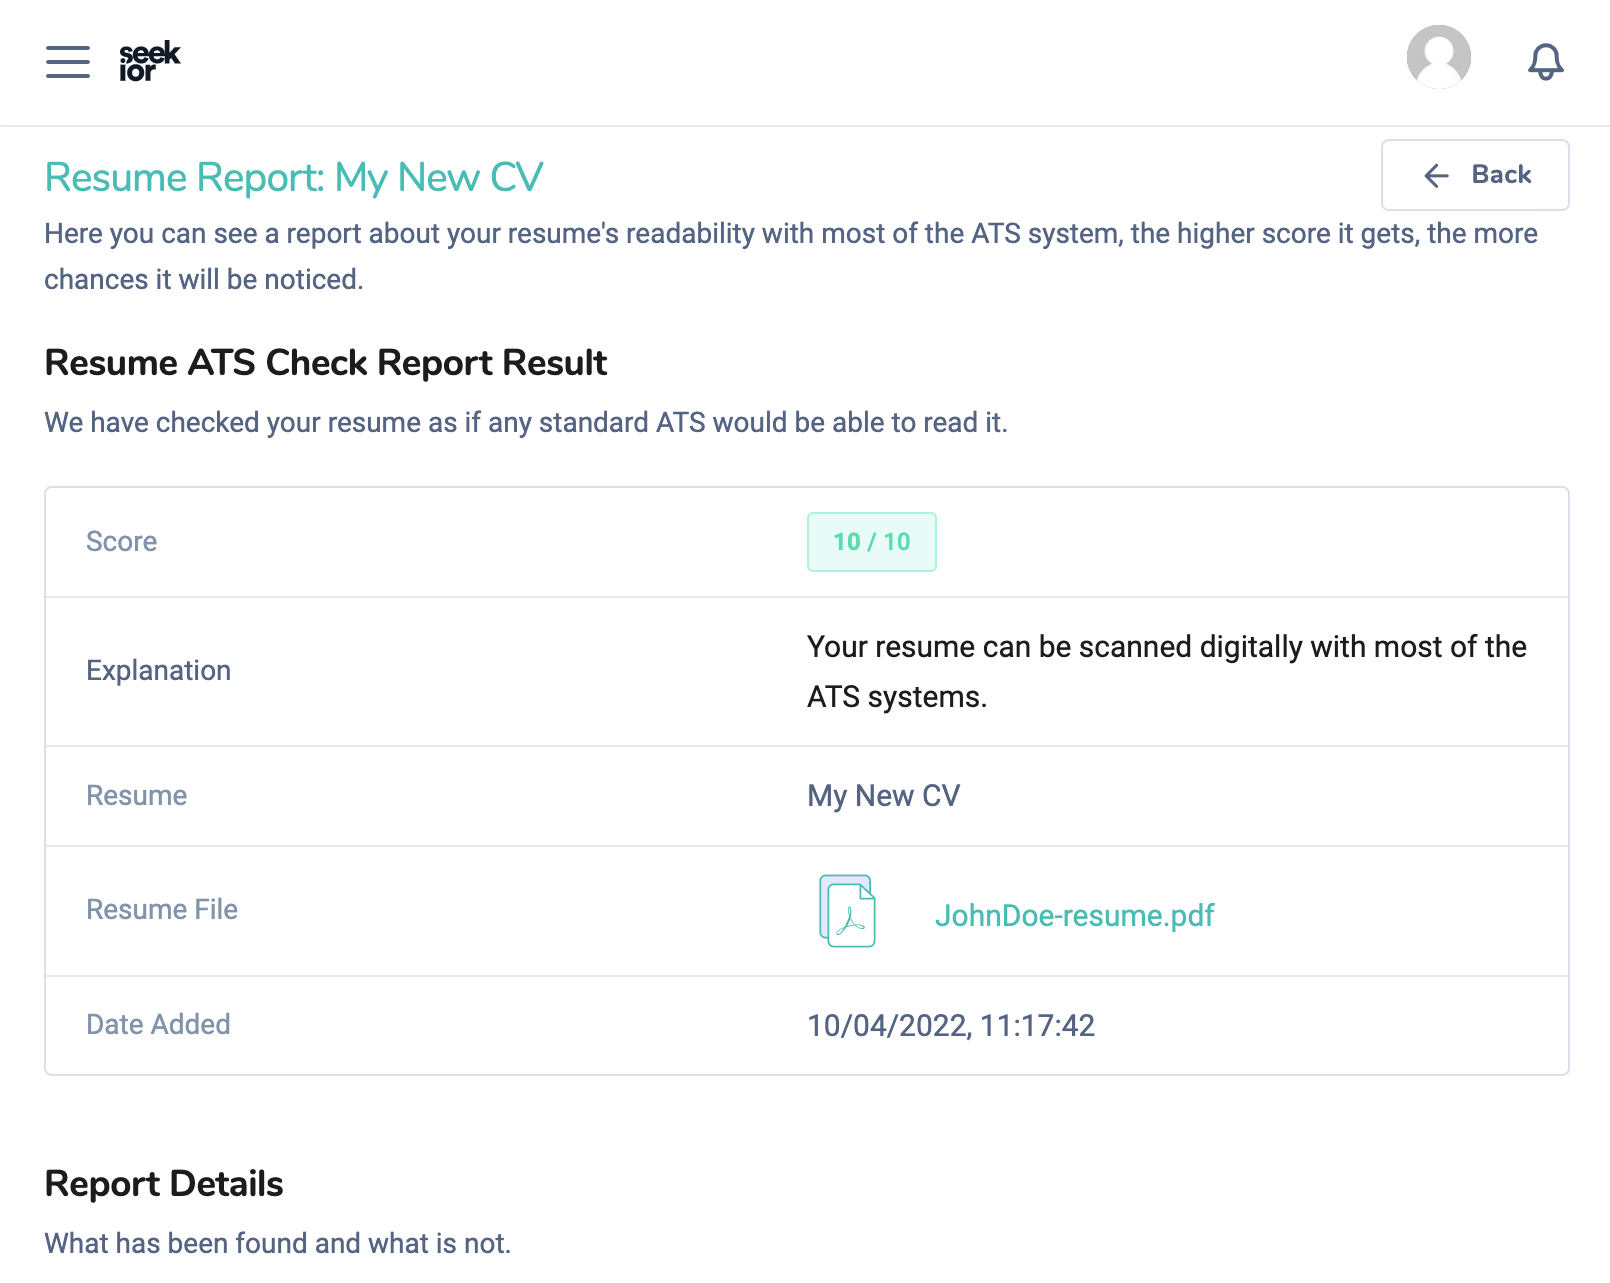 seek
ior
Resume Report: My New CV
Back
Here you can see a report about your resume's readability with most of the ATS system, the higher score it gets, the more
chances it will be noticed.
Resume ATS Check Report Result
We have checked your resume as if any standard ATS would be able to read it.
Score
10 / 10
Explanation
Your resume can be scanned digitally with most of the
ATS systems.
Resume
My New CV
Resume File
JohnDoe-resume.pdf
Date Added
10/04/2022, 11:17:42
Report Details
What has been found and what is not.